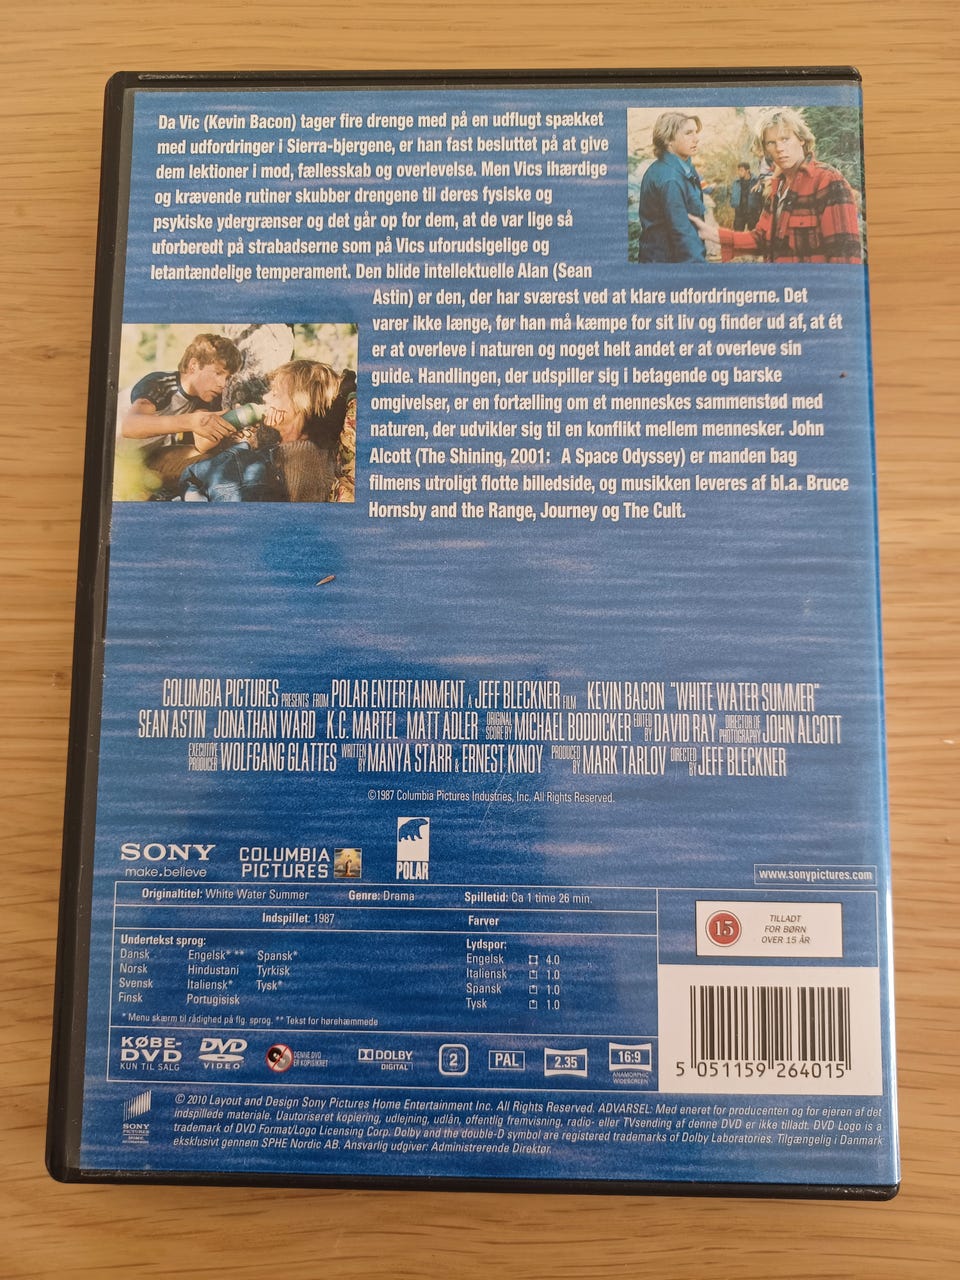 Da Vic (Kevin Bacon) tager fire drenge med på en udflugt spækket
med udfordringer i Sierra-bjergene, er han fast besluttet på at give
dem lektioner i mod, fællesskab og overlevelse. Men Vics ihærdige
og krævende rutiner skubber drengene til deres fysiske og
psykiske ydergrænser og det går op for dem, at de var lige så
uforberedt på strabadserne som på Vics uforudsigelige og
letantændelige temperament. Den blide intellektuelle Alan (Sean
Astin) er den, der har sværest ved at klare udfordringerne. Det
varer ikke længe, før han må kæmpe for sit liv og finder ud af, at ét
er at overleve i naturen og noget helt andet er at overleve sin
guide. Handlingen, der udspiller sig i betagende og barske
omgivelser, er en fortælling om et menneskes sammenstød med
naturen, der udvikler sig til en konflikt mellem mennesker. John
Alcott (The Shining, 2001: A Space Odyssey) er manden bag
filmens utroligt flotte billedside, og musikken leveres af bl.a. Bruce
Hornsby and the Range, Journey og The Cult.
COLUMBIA PICTURES PRESENTS FROM POLAR ENTERTAINMENT A JEFF BLECKNER FILM KEVIN BACON "WHITE WATER SUMMER"
SEAN ASTIN JONATHAN WARD K.C. MARTEL MATT ADLER ORIGINAL SCORE BY MICHAEL BODDICKER EDITED BY DAVID RAY DIRECTOR OF PHOTOGRAPHY JOHN ALCOTT
EXECUTIVE PRODUCER WOLFGANG GLATTES WRITTEN BY MANYA STARR & ERNEST KINOY PRODUCED BY MARK TARLOV DIRECTED BY JEFF BLECKNER
©1987 Columbia Pictures Industries, Inc. All Rights Reserved.
SONY
make.believe
COLUMBIA
PICTURES
POLAR
www.sonypictures.com
Originaltitel: White Water Summer Genre: Drama Spilletid: Ca 1 time 26 min.
Indspillet: 1987 Farver
Undertekst sprog:
Dansk Engelsk* ** Spansk*
Norsk Hindustani Tyrkisk
Svensk Italiensk* Tysk*
Finsk Portugisisk
* Menu skærm til rådighed på flg. sprog. ** Tekst for hørehæmmede
Lydspor:
Engelsk 4.0
Italiensk 1.0
Spansk 1.0
Tysk 1.0
15
TILLADT
FOR BØRN
OVER 15 ÅR
KØBE-
DVD
KUN TIL SALG
DVD
VIDEO
DENNE DVD
ER KOPISIKRET
DOLBY
DIGITAL
2
PAL
2.35
16:9
ANAMORPHIC
WIDESCREEN
5 051159 264015
SONY
PICTURES
HOME
© 2010 Layout and Design Sony Pictures Home Entertainment Inc. All Rights Reserved. ADVARSEL: Med eneret for producenten og for ejeren af det
indspillede materiale. Uautoriseret kopiering, udlejning, udlån, offentlig fremvisning, radio- eller TVsending af denne DVD er ikke tilladt. DVD Logo is a
trademark of DVD Format/Logo Licensing Corp. Dolby and the double-D symbol are registered trademarks of Dolby Laboratories. Tilgængelig i Danmark
eksklusivt gennem SPHE Nordic AB. Ansvarlig udgiver: Administrerende Direktør.